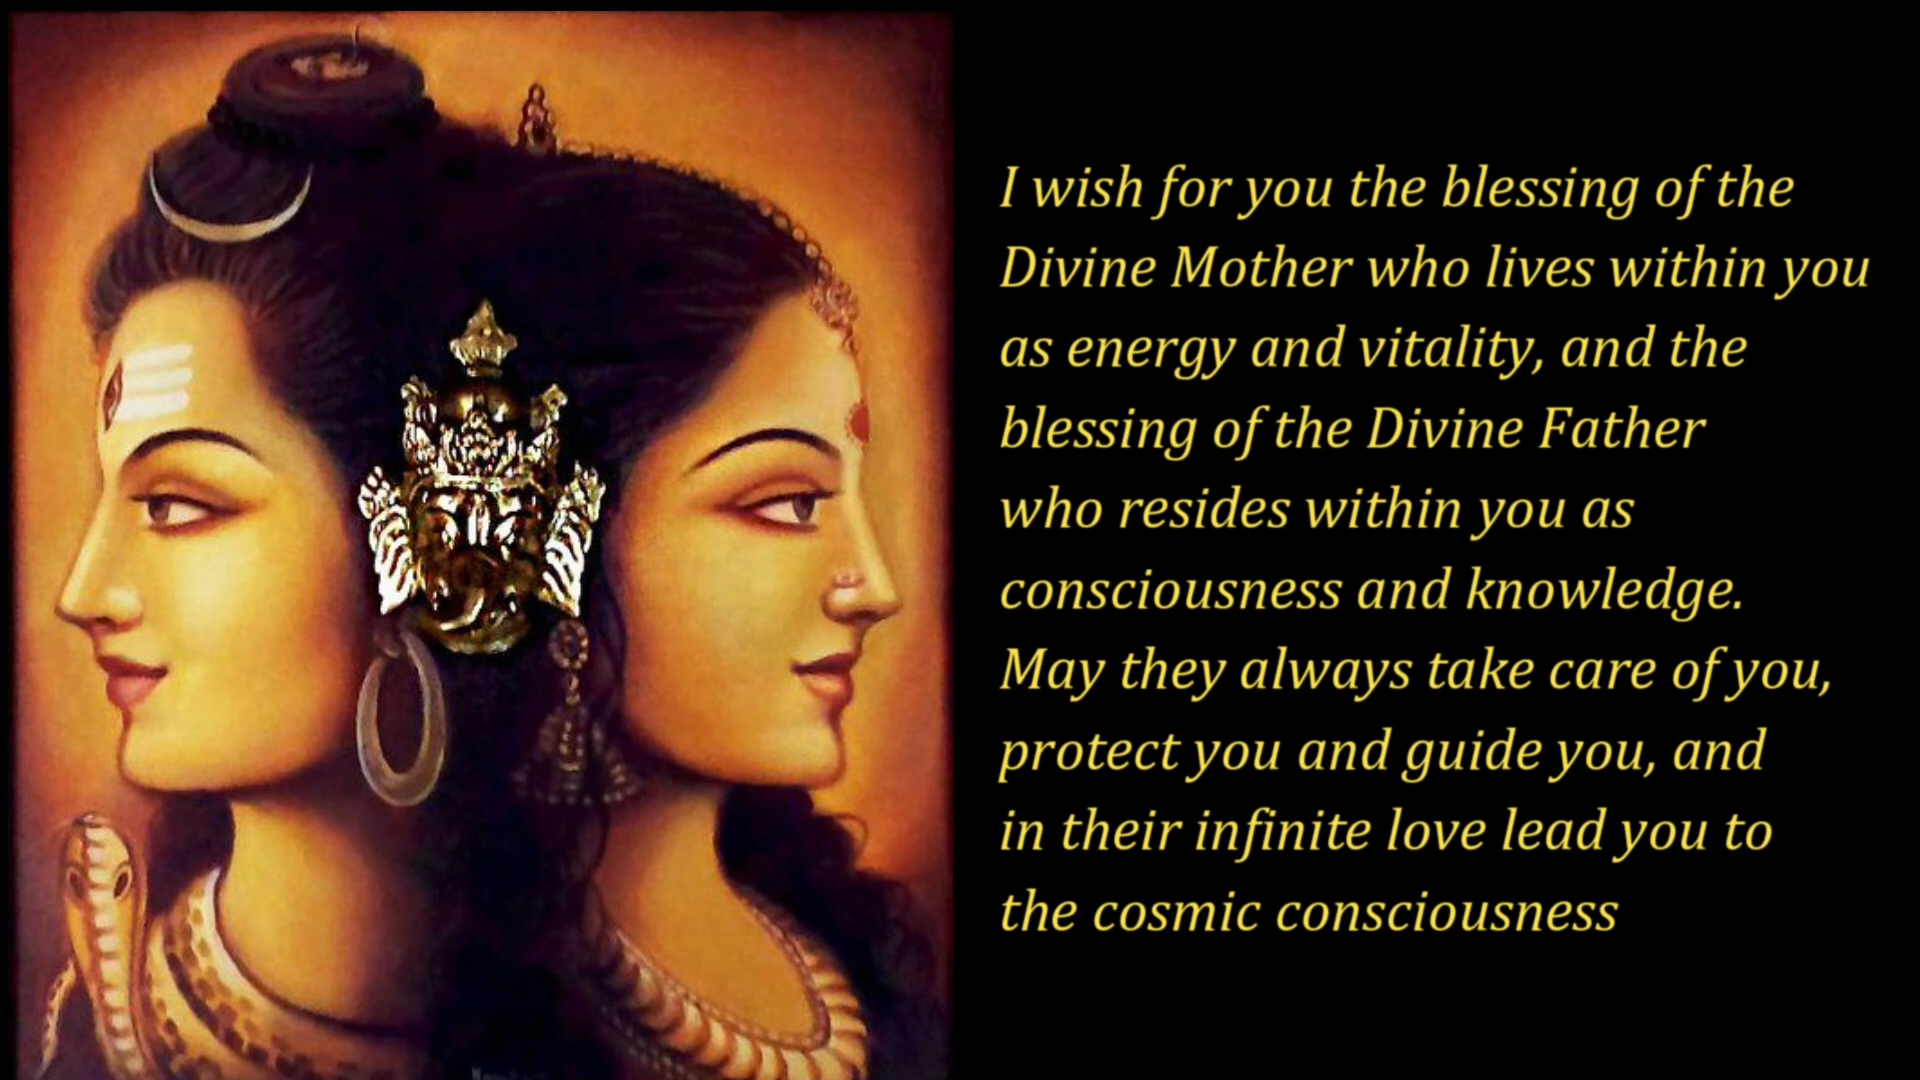 I wish for you the blessing of the
Divine Mother who lives within you
as energy and vitality, and the
blessing of the Divine Father
who resides within you as
consciousness and knowledge.
May they always take care of you,
protect you and guide you, and
in their infinite love lead you to
the cosmic consciousness